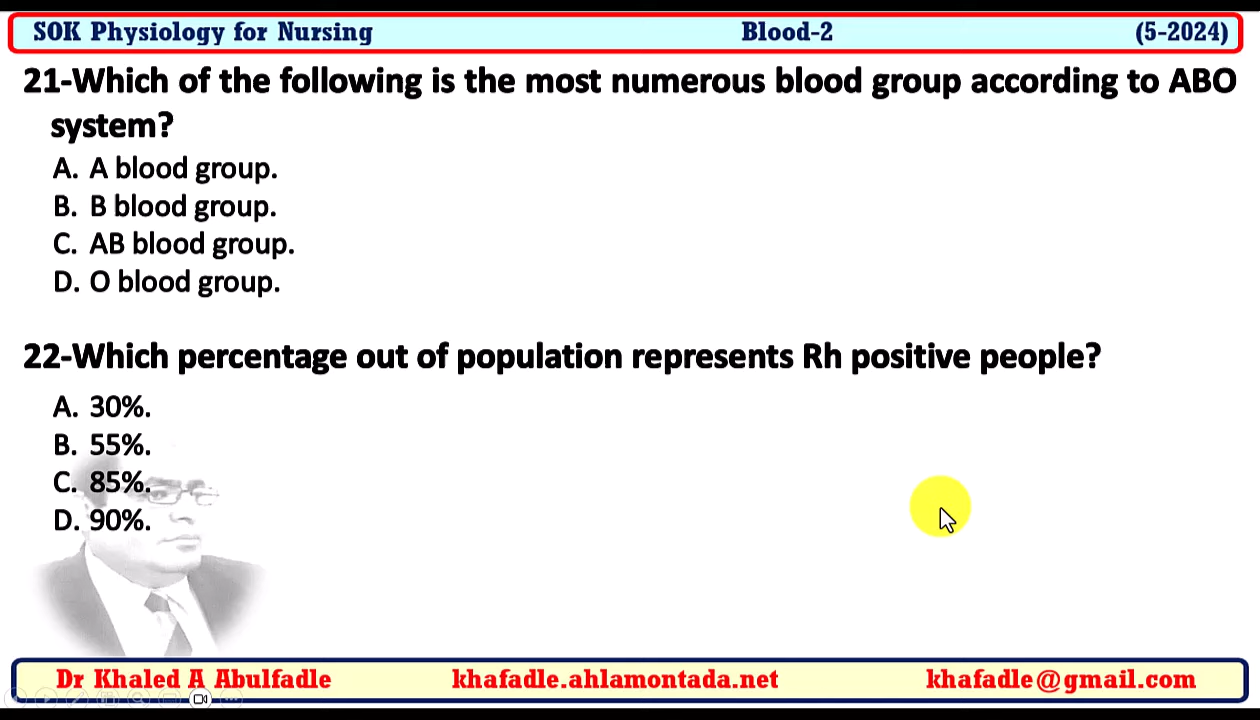 SOK Physiology for Nursing Blood-2 (5-2024)
21-Which of the following is the most numerous blood group according to ABO
system?
A. A blood group.
B. B blood group.
C. AB blood group.
D. O blood group.
22-Which percentage out of population represents Rh positive people?
A. 30%.
B. 55%.
C. 85%.
D. 90%.
Dr Khaled A Abulfadle khafadle.ahlamontada.net khafadle@gmail.com